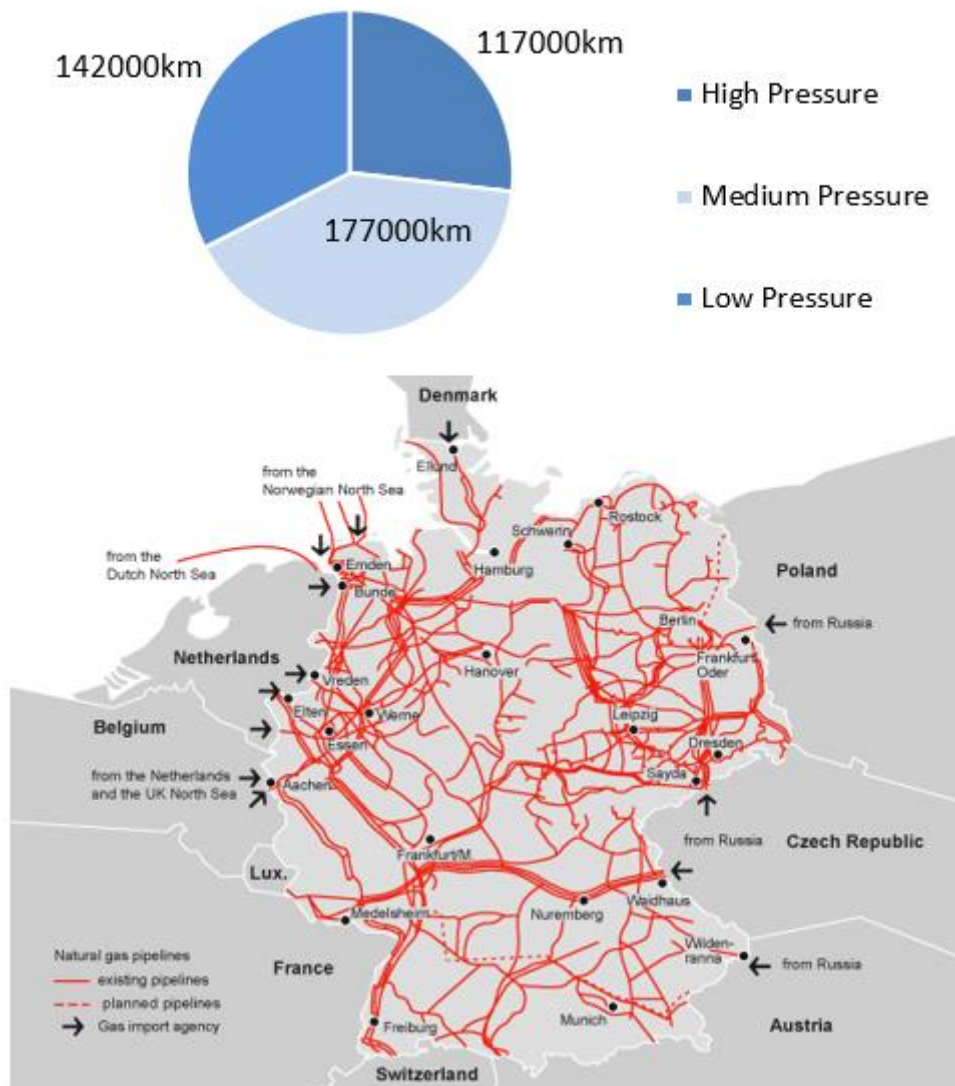 117000km
142000km
High Pressure
Medium Pressure
177000km
Low Pressure
Denmark
Ellund
from the
Norwegian North Sea
Rostock
Schwerin
from the
Dutch North Sea
Emden
Hamburg
Bunde
Poland
Berlin
from Russia
Netherlands
Hanover
Frankfurt
Oder
Vreden
Elten
Werne
Leipzig
Belgium
Essen
Dresden
from the Netherlands
and the UK North Sea
Aachen
Sayda
from Russia
Czech Republic
Frankfurt/M.
Lux.
Waidhaus
Medelsheim
Nuremberg
Wilden-
ranna
Natural gas pipelines
existing pipelines
planned pipelines
Gas import agency
France
from Russia
Freiburg
Munich
Austria
Switzerland